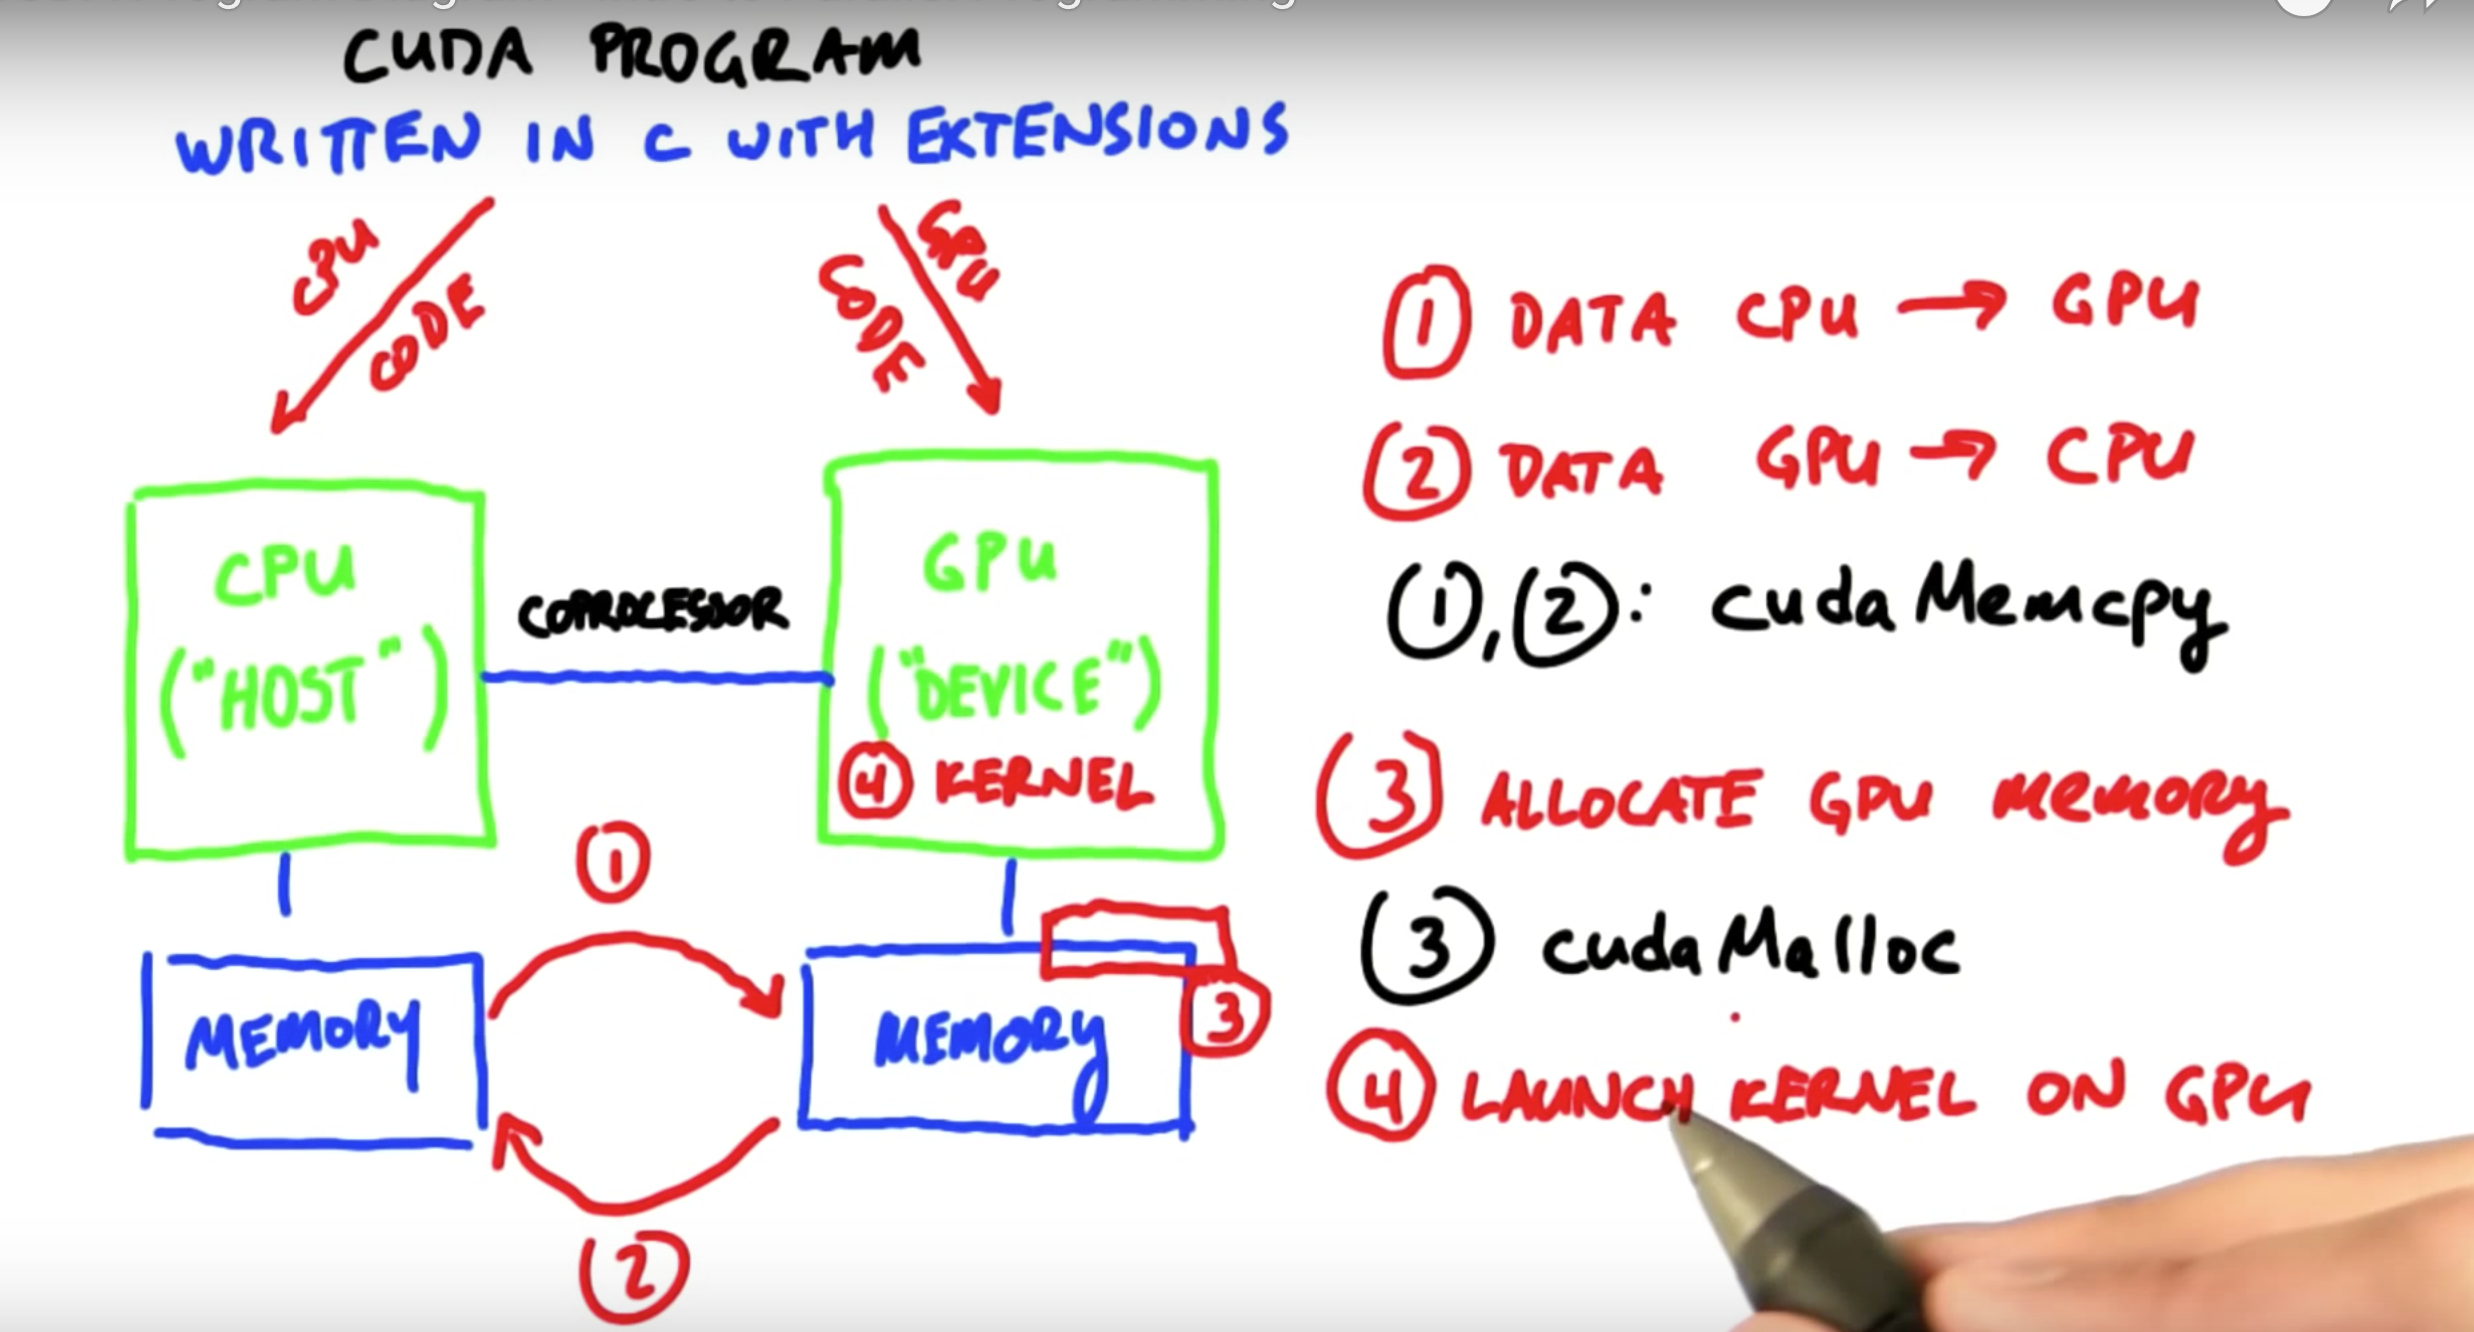 CUDA PROGRAM
WRITTEN IN C WITH EXTENSIONS
CPU
CODE
GPU
CODE
CPU
("HOST")
COPROCESSOR
GPU
("DEVICE")
④ KERNEL
①
MEMORY
MEMORY
③
②
① DATA CPU → GPU
② DATA GPU → CPU
①,②: cudaMemcpy
③ ALLOCATE GPU MEMORY
③ cudaMalloc
④ LAUNCH KERNEL ON GPU